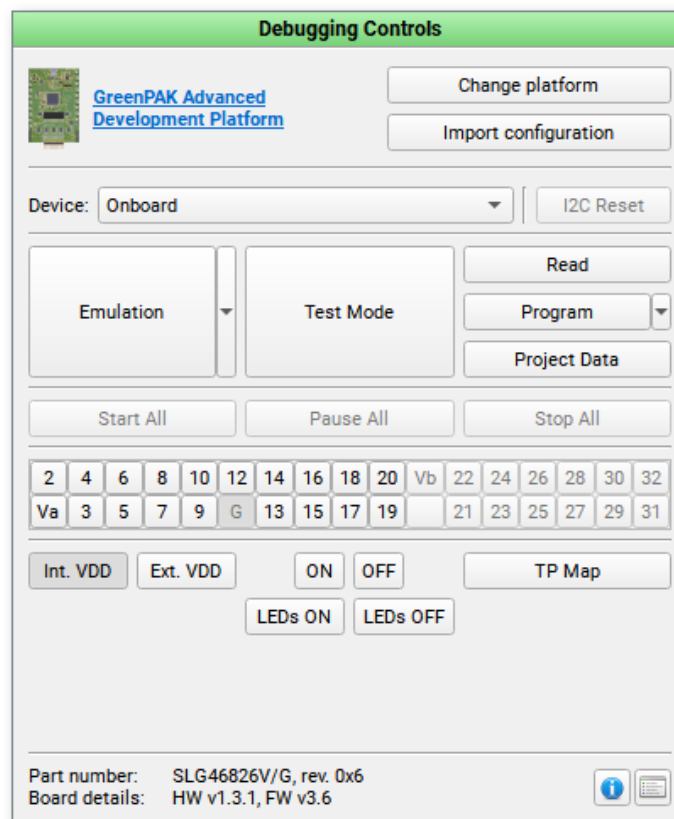 Debugging Controls
GreenPAK Advanced
Development Platform
Change platform
Import configuration
Device: Onboard I2C Reset
Emulation
Test Mode
Read
Program
Project Data
Start All Pause All Stop All
2 4 6 8 10 12 14 16 18 20 Vb 22 24 26 28 30 32
Va 3 5 7 9 G 13 15 17 19 21 23 25 27 29 31
Int. VDD Ext. VDD ON OFF TP Map
LEDs ON LEDs OFF
Part number: SLG46826V/G, rev. 0x6
Board details: HW v1.3.1, FW v3.6